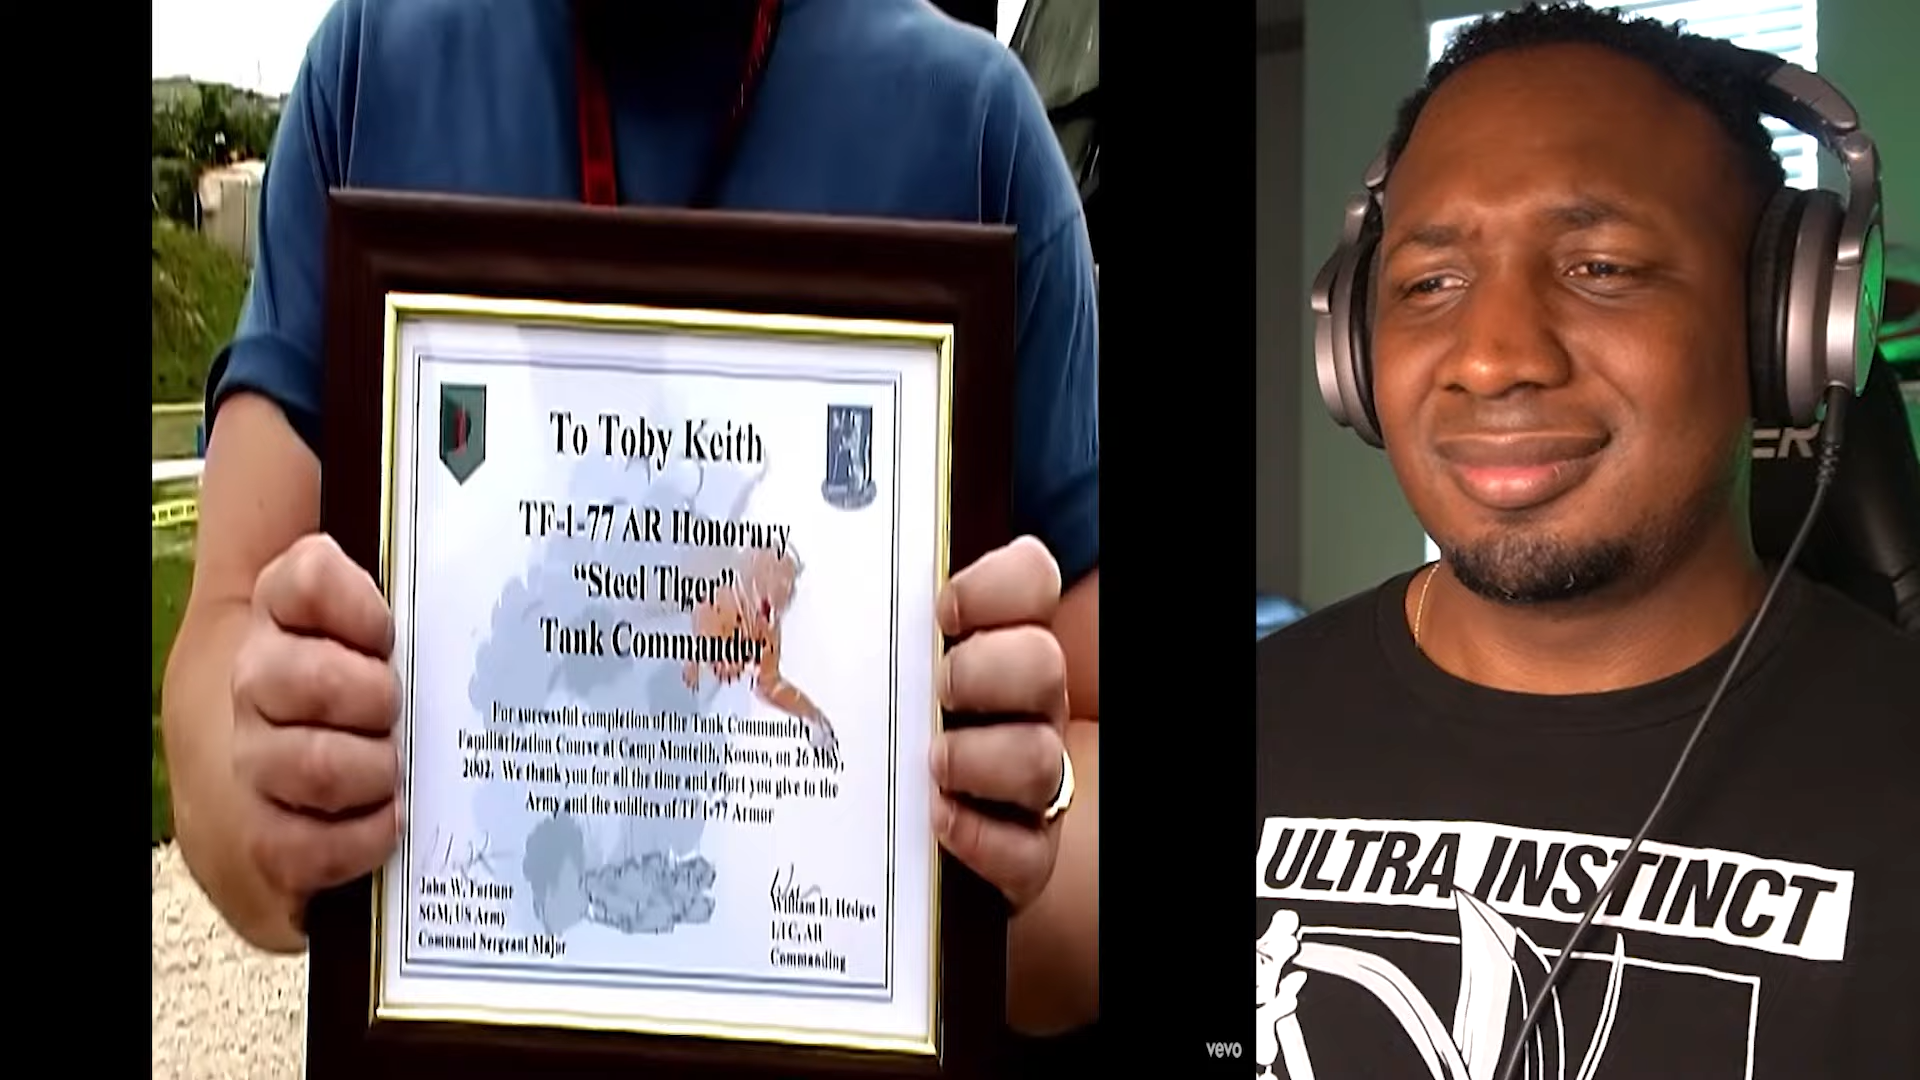 To Toby Keith
TF-1-77 AR Honorary
“Steel Tiger”
Tank Commander
For successful completion of the Tank Commanders
Familiarization Course at Camp Monteith, Kosovo, on 26 May,
2002. We thank you for all the time and effort you give to the
Army and the soldiers of TF 1-77 Armor
John W. Fortune
SGM, US Army
Command Sergeant Major
William H. Hedges
LTC, AR
Commanding
vevo
ULTRA INSTINCT